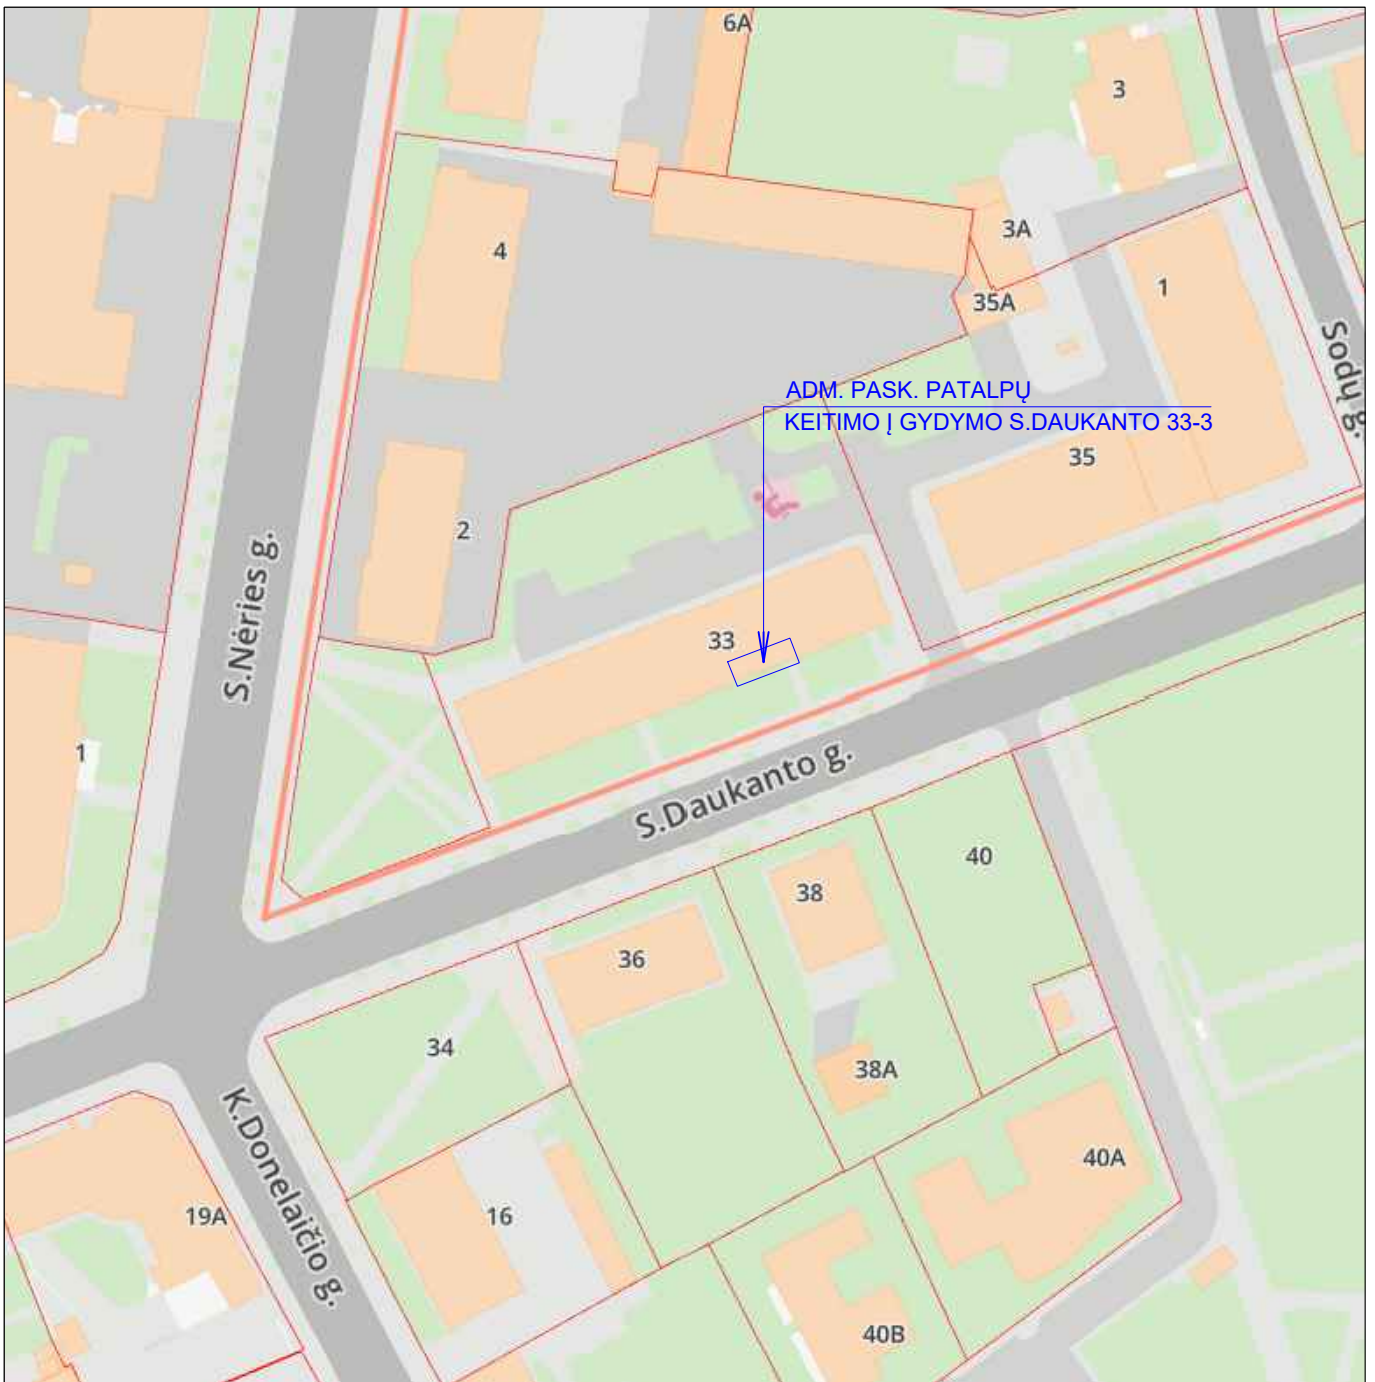 6A
3
4
3A
1
35A
Sodų g.
ADM. PASK. PATALPŲ
KEITIMO Į GYDYMO S.DAUKANTO 33-3
35
2
S.Nėries g.
33
1
S.Daukanto g.
40
38
36
34
38A
K.Donelaičio g.
40A
19A
16
40B